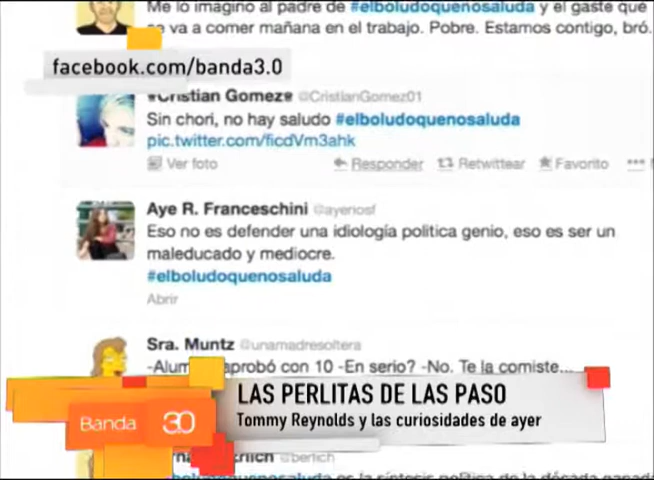 Me lo imagino al padre de #elboludoquenosaluda y el gaste que
se va a comer mañana en el trabajo. Pobre. Estamos contigo, bró.
facebook.com/banda3.0
Cristian Gomez @CristianGomez01
Sin chori, no hay saludo #elboludoquenosaluda
pic.twitter.com/ficdVm3ahk
Ver foto Responder Retwittear Favorito
Aye R. Franceschini @ayeriosf
Eso no es defender una idiología politica genio, eso es ser un
maleducado y mediocre.
#elboludoquenosaluda
Abrir
Sra. Muntz @unamadresoltera
aprobó con 10 -En serio? -No. Te la comiste...
LAS PERLITAS DE LAS PASO
Banda 3.0
Tommy Reynolds y las curiosidades de ayer
@berlich